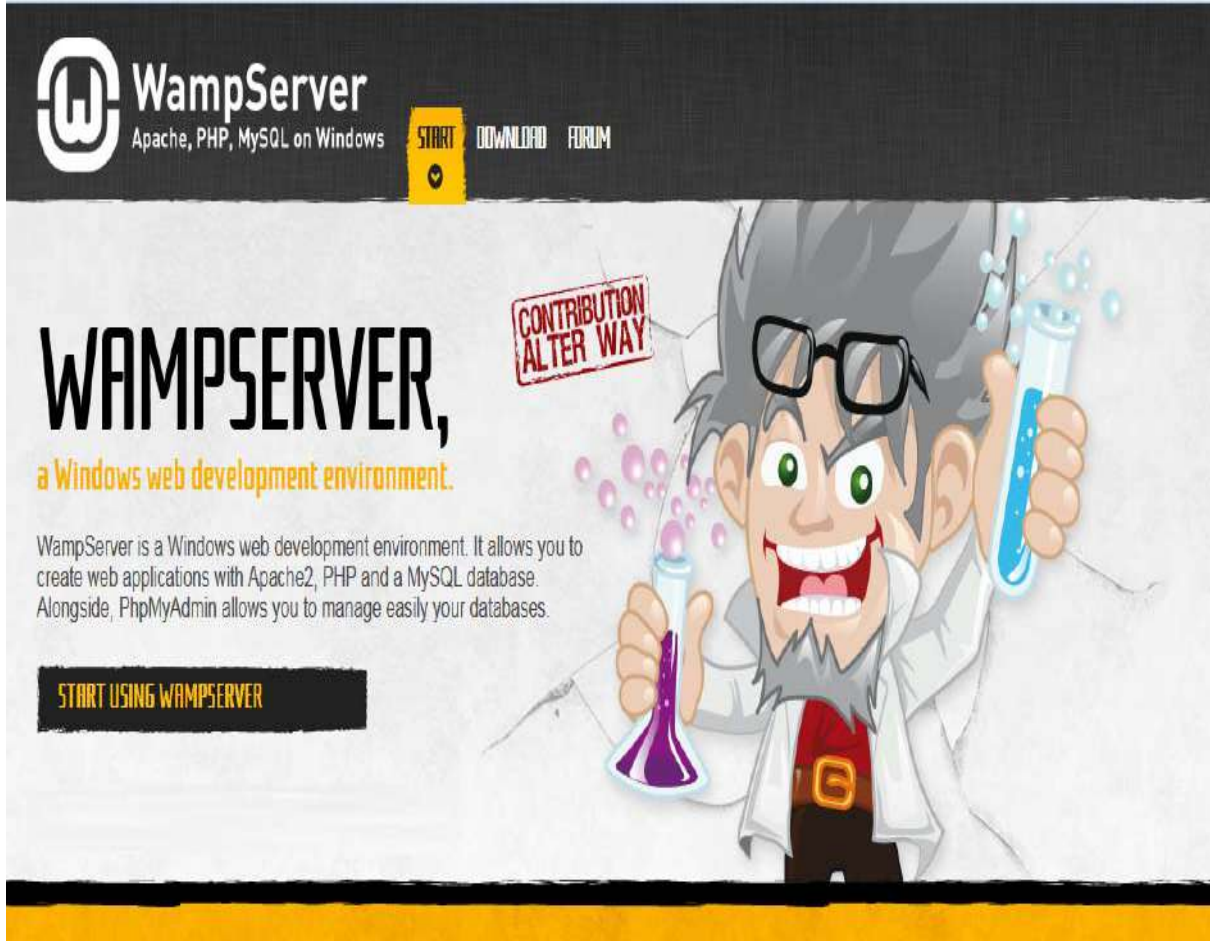 WampServer
Apache, PHP, MySQL on Windows
START DOWNLOAD FORUM
CONTRIBUTION
ALTER WAY
WAMPSERVER,
a Windows web development environment.
WampServer is a Windows web development environment. It allows you to
create web applications with Apache2, PHP and a MySQL database.
Alongside, PhpMyAdmin allows you to manage easily your databases.
START USING WAMPSERVER